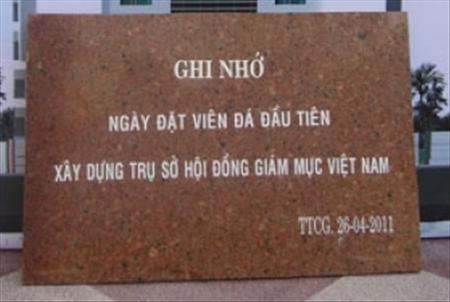 GHI NHỚ
NGÀY ĐẶT VIÊN ĐÁ ĐẦU TIÊN
XÂY DỰNG TRỤ SỞ HỘI ĐỒNG GIÁM MỤC VIỆT NAM
TTCG. 26-04-2011